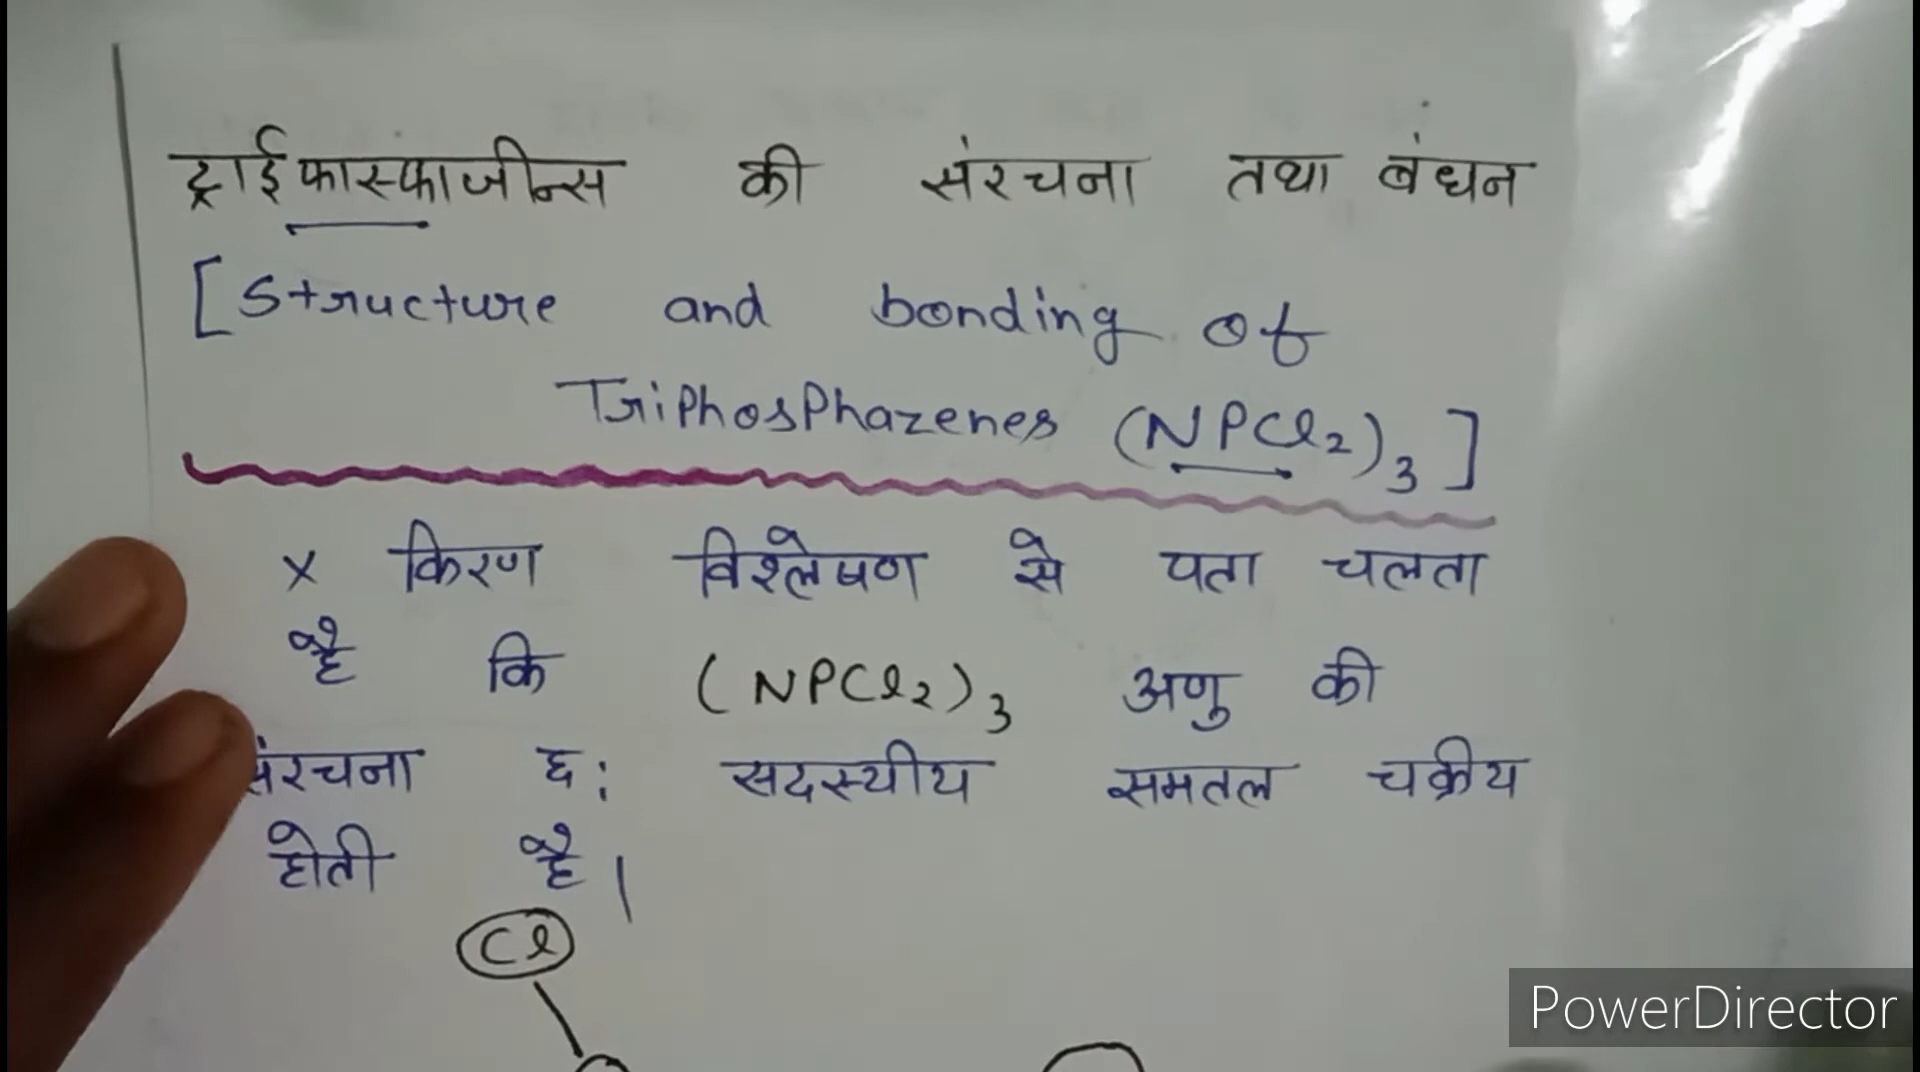 ट्राईफास्फाजीन्स की संरचना तथा बंधन
[Structure and bonding of
TriPhosPhazenes (NPCl₂)₃]
x किरण विश्लेषण से पता चलता
है कि (NPCl₂)₃ अणु की
संरचना छः सदस्यीय समतल चक्रीय
होती है।
Cl
PowerDirector